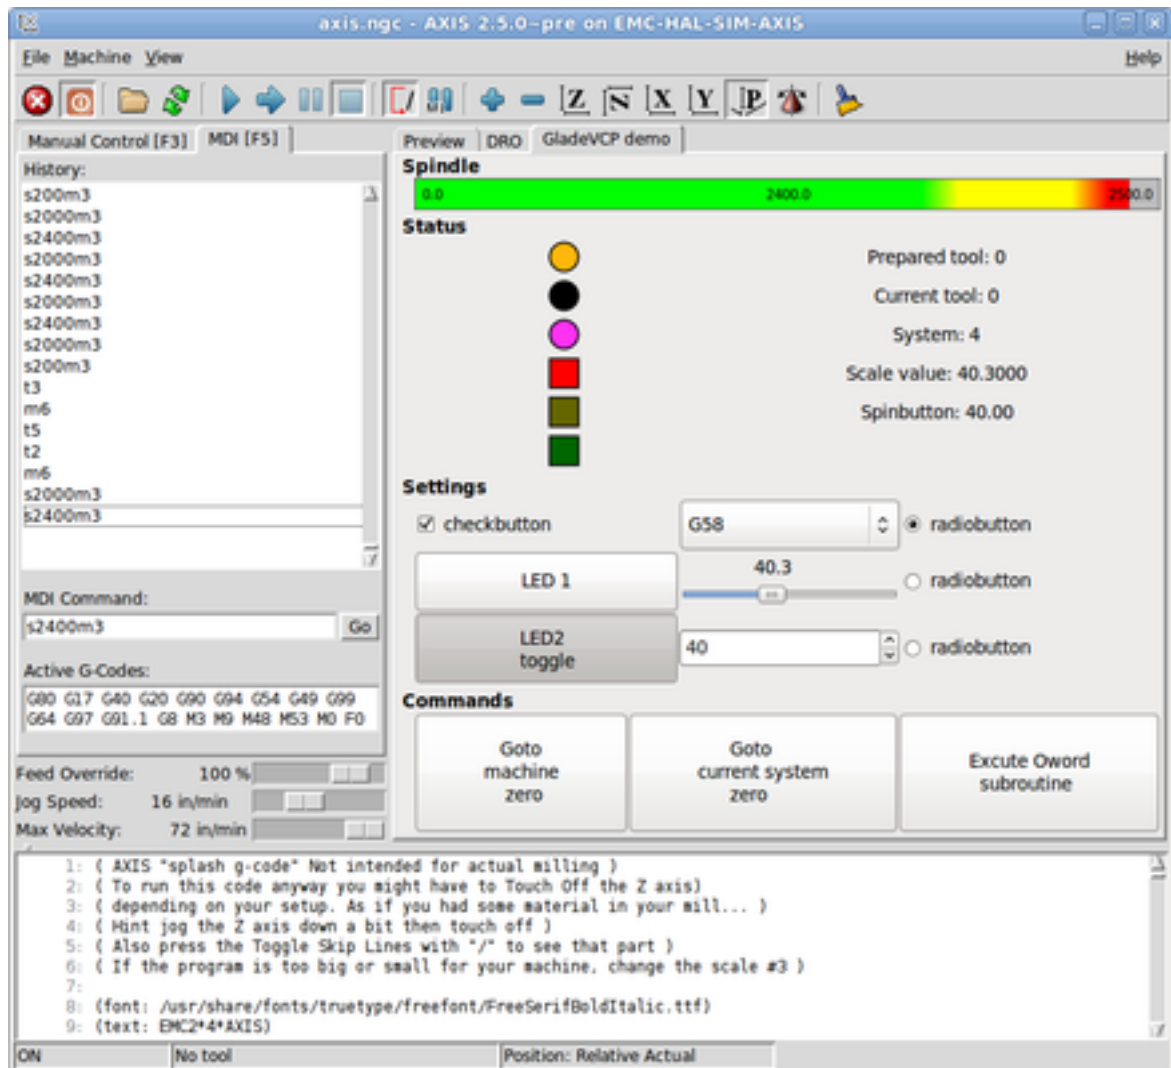 axis.ngc - AXIS 2.5.0~pre on EMC-HAL-SIM-AXIS
File Machine View Help
Z N X Y P
Manual Control [F3] MDI [F5]
History:
s200m3
s2000m3
s2400m3
s2000m3
s2400m3
s2000m3
s2400m3
s2000m3
s200m3
t3
m6
t5
t2
m6
s2000m3
s2400m3
MDI Command:
s2400m3 Go
Active G-Codes:
G80 G17 G40 G20 G90 G94 G54 G49 G99
G64 G97 G91.1 G8 M3 M9 M48 M53 M0 F0
Feed Override: 100 %
Jog Speed: 16 in/min
Max Velocity: 72 in/min
Preview DRO GladeVCP demo
Spindle
0.0 2400.0 2500.0
Status
Prepared tool: 0
Current tool: 0
System: 4
Scale value: 40.3000
Spinbutton: 40.00
Settings
checkbutton G58 radiobutton
LED 1 40.3 radiobutton
LED2
toggle 40 radiobutton
Commands
Goto
machine
zero
Goto
current system
zero
Excute Oword
subroutine
1: ( AXIS "splash g-code" Not intended for actual milling )
2: ( To run this code anyway you might have to Touch Off the Z axis)
3: ( depending on your setup. As if you had some material in your mill... )
4: ( Hint jog the Z axis down a bit then touch off )
5: ( Also press the Toggle Skip Lines with "/" to see that part )
6: ( If the program is too big or small for your machine, change the scale #3 )
7:
8: (font: /usr/share/fonts/truetype/freefont/FreeSerifBoldItalic.ttf)
9: (text: EMC2*4*AXIS)
ON No tool Position: Relative Actual